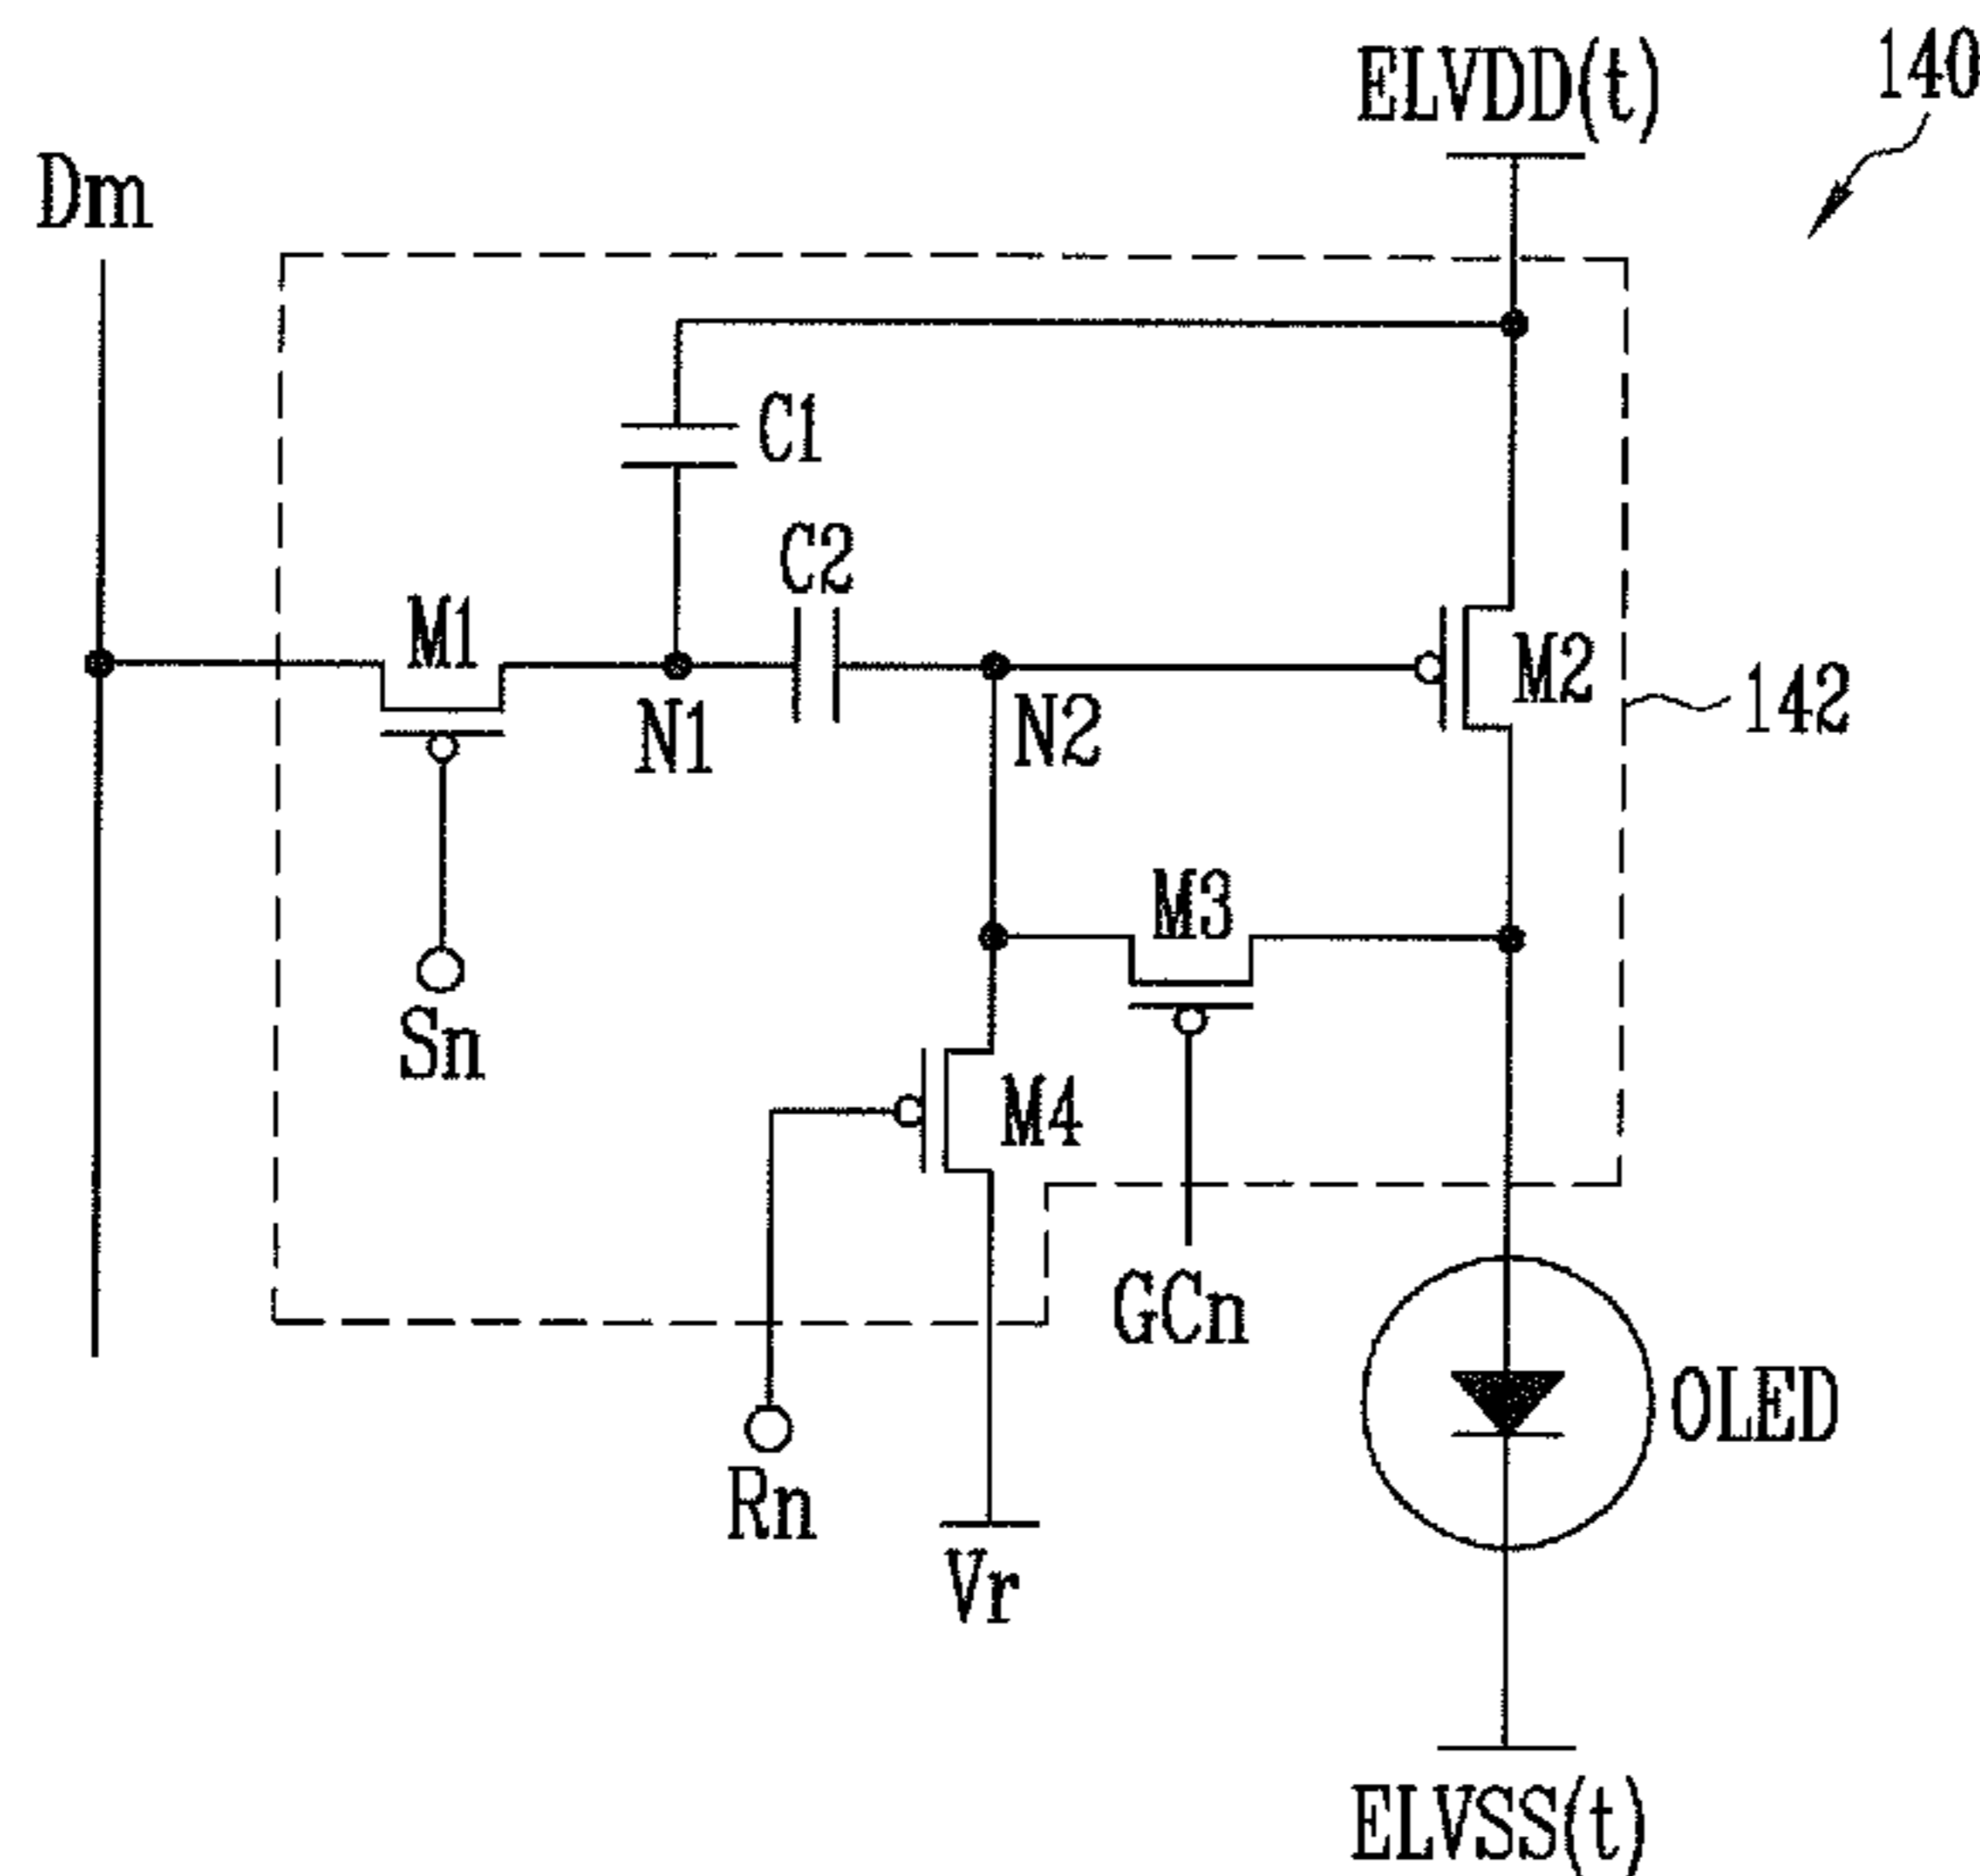 140
ELVDD(t)
Dm
C1
C2
M1
M2
N1
N2
142
M3
Sn
M4
GCn
OLED
Rn
Vr
ELVSS(t)